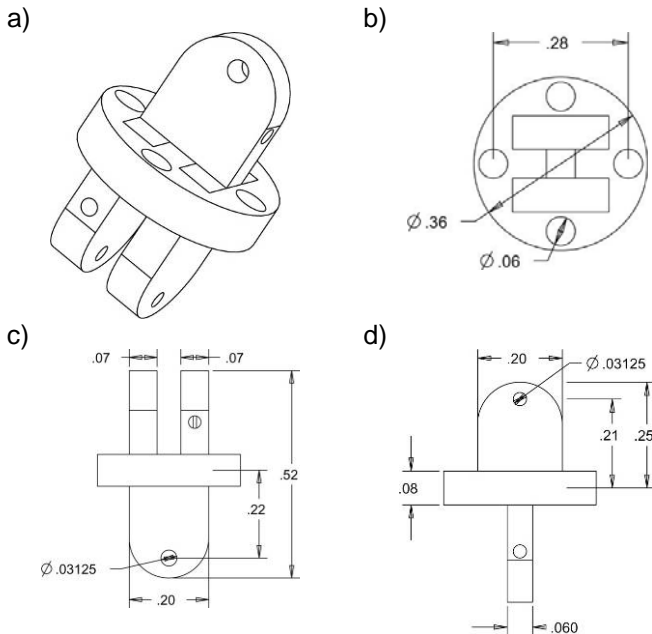 a)
b)
.28
Ø .36
Ø .06
c)
d)
.07
.07
.52
.22
Ø .03125
.20
.20
Ø .03125
.21
.25
.08
.060